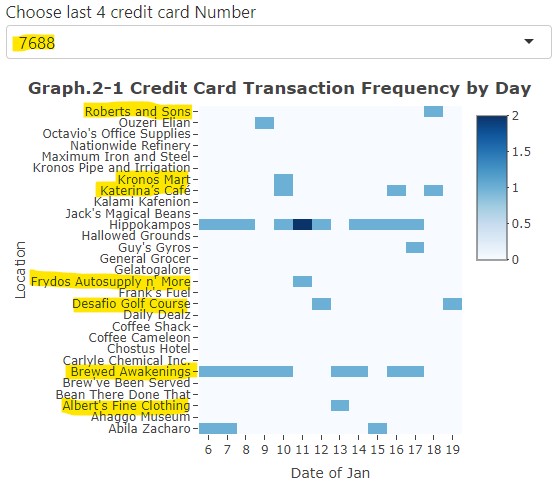 Choose last 4 credit card Number
7688
Graph.2-1 Credit Card Transaction Frequency by Day
Location
Roberts and Sons
Ouzeri Elian
Octavio's Office Supplies
Nationwide Refinery
Maximum Iron and Steel
Kronos Pipe and Irrigation
Kronos Mart
Katerina's Café
Kalami Kafenion
Jack's Magical Beans
Hippokampos
Hallowed Grounds
Guy's Gyros
General Grocer
Gelatogalore
Frydos Autosupply n' More
Frank's Fuel
Desafio Golf Course
Daily Dealz
Coffee Shack
Coffee Cameleon
Chostus Hotel
Carlyle Chemical Inc.
Brewed Awakenings
Brew've Been Served
Bean There Done That
Albert's Fine Clothing
Ahaggo Museum
Abila Zacharo
6 7 8 9 10 11 12 13 14 15 16 17 18 19
Date of Jan
2
1.5
1
0.5
0